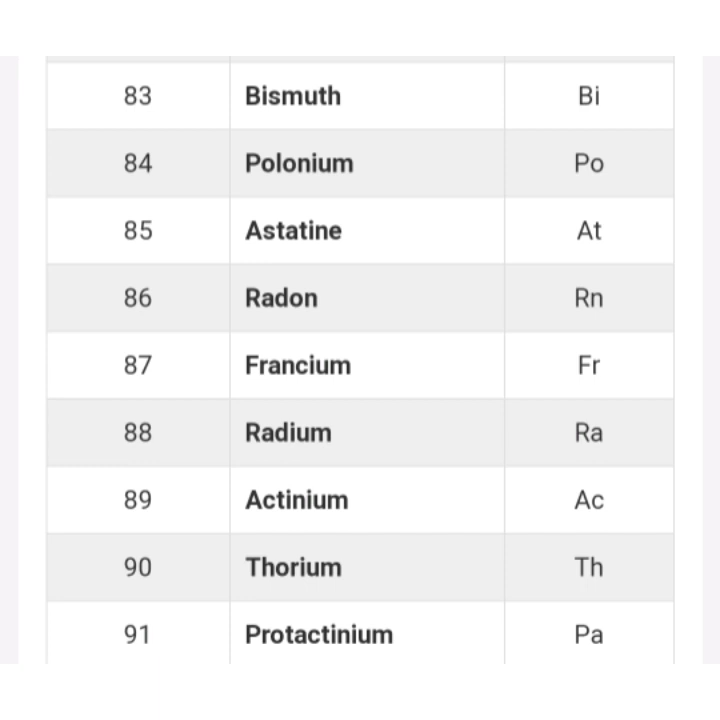 83 Bismuth Bi
84 Polonium Po
85 Astatine At
86 Radon Rn
87 Francium Fr
88 Radium Ra
89 Actinium Ac
90 Thorium Th
91 Protactinium Pa